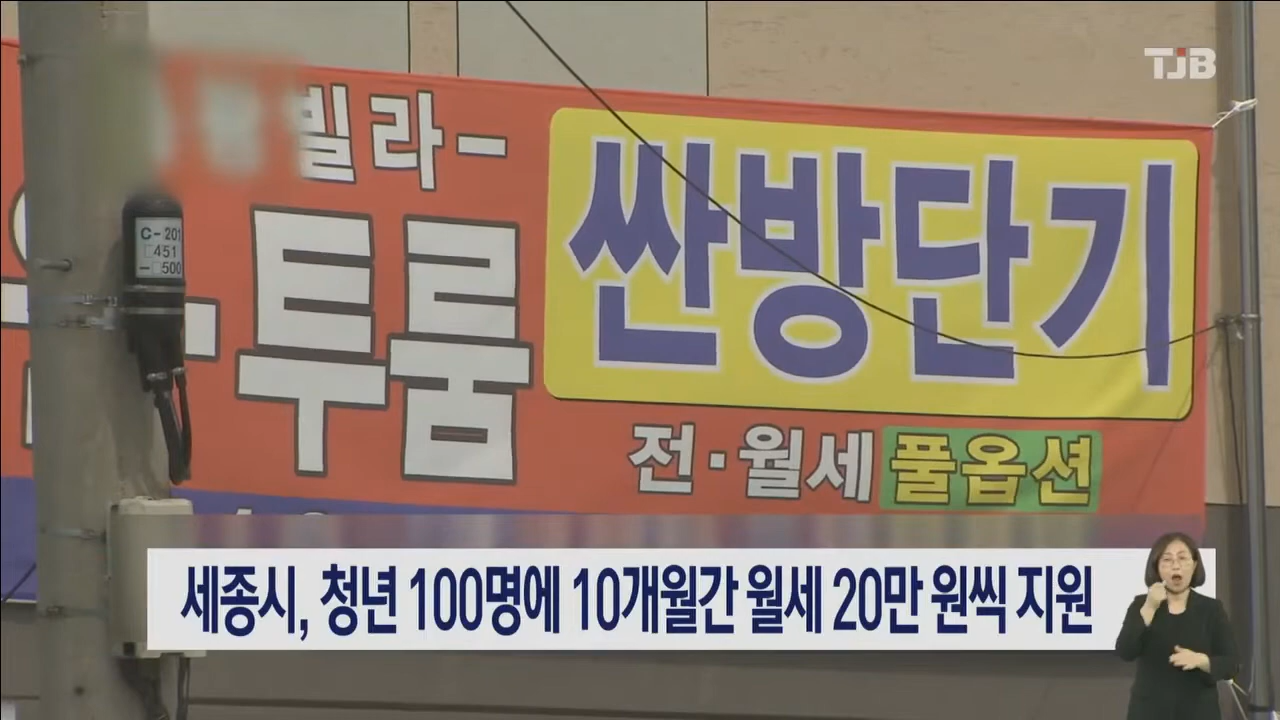 TJB
빌라-
투룸
싼방단기
전·월세 풀옵션
C-201
451
500
세종시, 청년 100명에 10개월간 월세 20만 원씩 지원